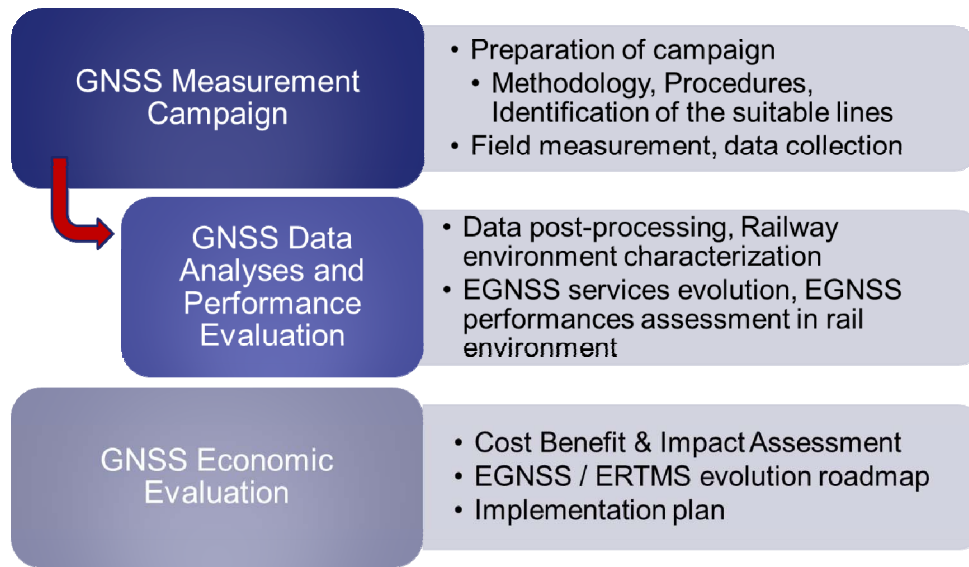 GNSS Measurement
Campaign
• Preparation of campaign
• Methodology, Procedures,
Identification of the suitable lines
• Field measurement, data collection
GNSS Data
Analyses and
Performance
Evaluation
• Data post-processing, Railway
environment characterization
• EGNSS services evolution, EGNSS
performances assessment in rail
environment
GNSS Economic
Evaluation
• Cost Benefit & Impact Assessment
• EGNSS / ERTMS evolution roadmap
• Implementation plan